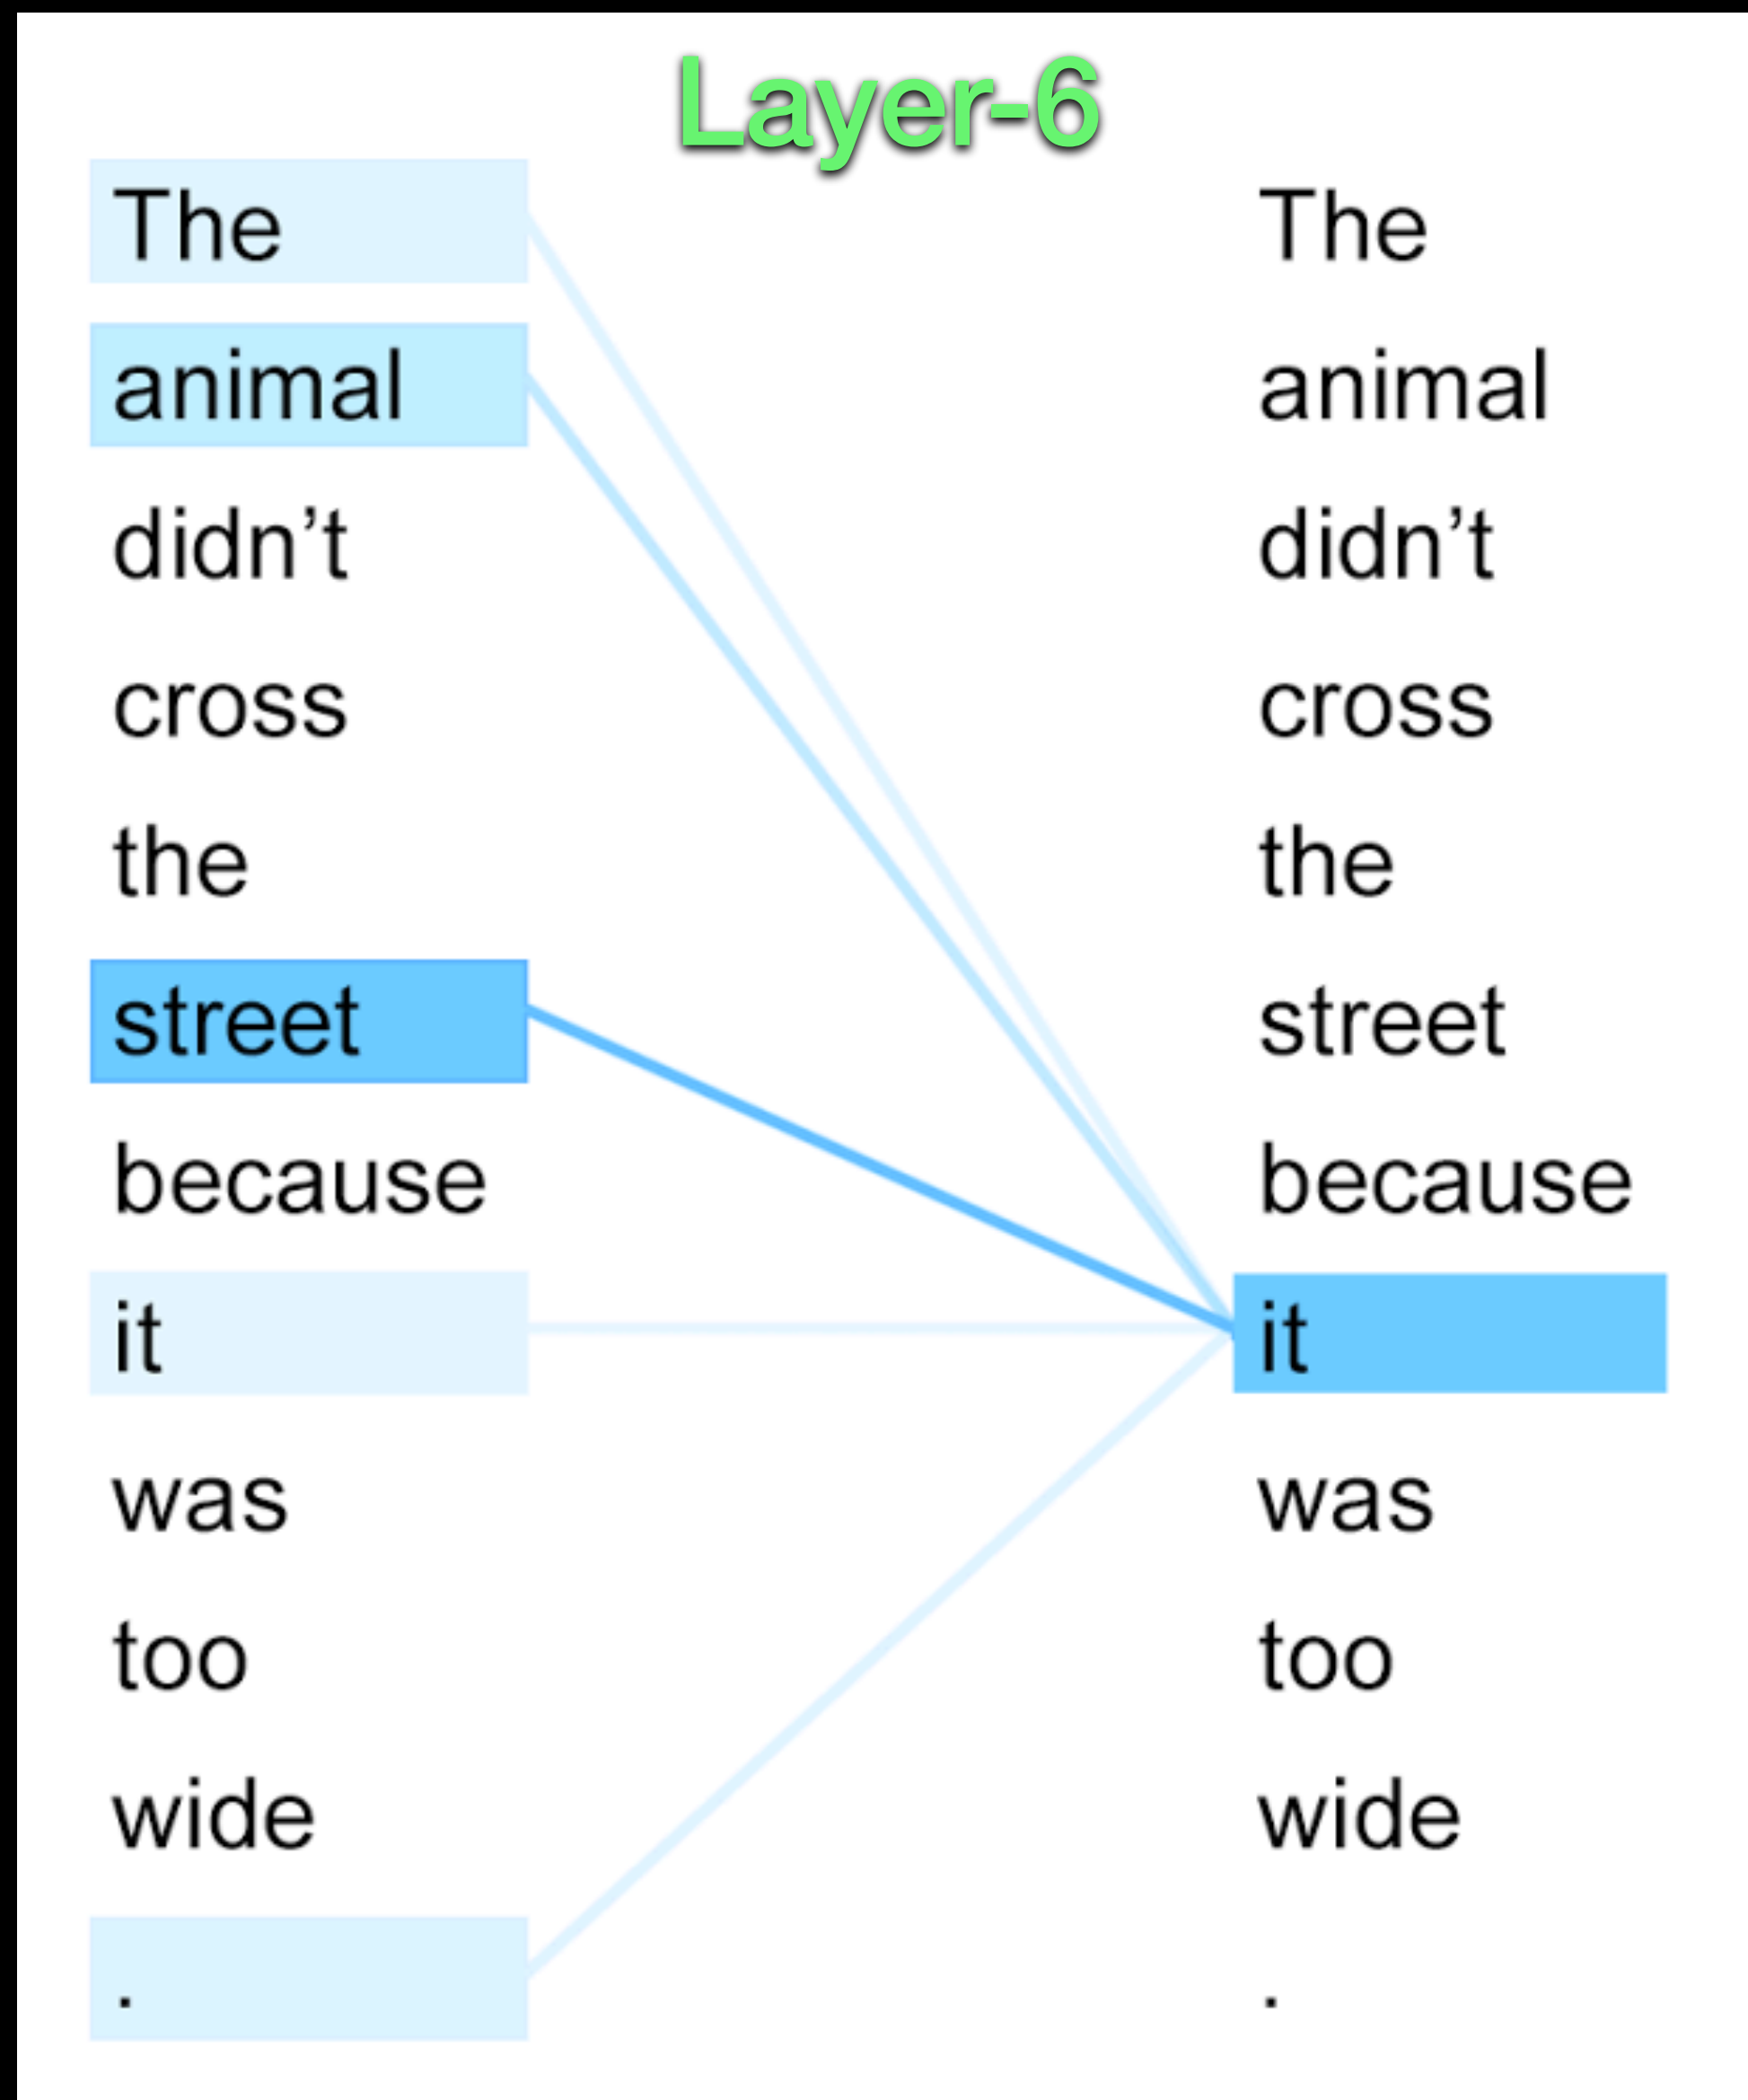 Layer-6
The The
animal animal
didn’t didn’t
cross cross
the the
street street
because because
it it
was was
too too
wide wide
. .